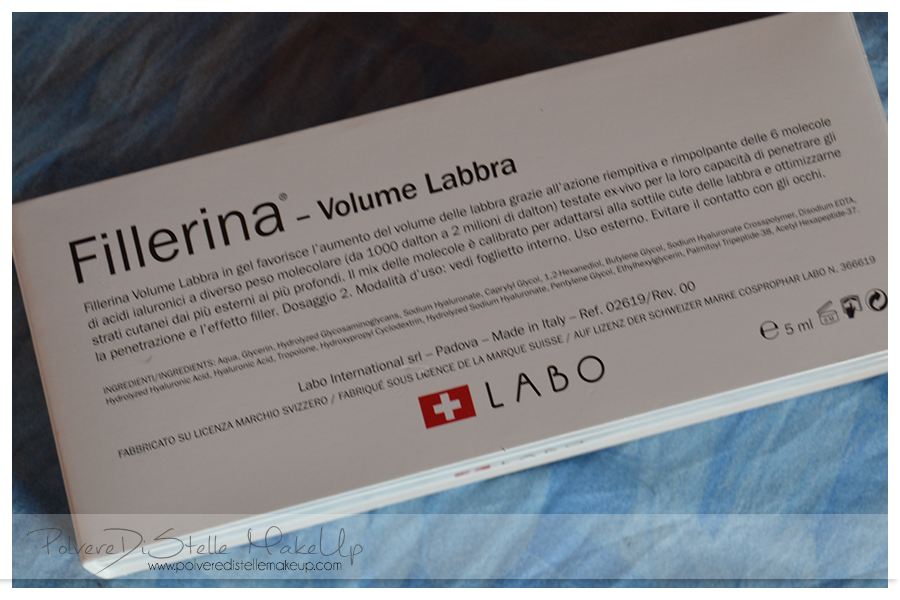 Fillerina® – Volume Labbra
Fillerina Volume Labbra in gel favorisce l'aumento del volume delle labbra grazie all'azione riempitiva e rimpolpante delle 6 molecole
di acidi ialuronici a diverso peso molecolare (da 1000 dalton a 2 milioni di dalton) testate ex-vivo per la loro capacità di penetrare gli
strati cutanei dai più esterni ai più profondi. Il mix delle molecole è calibrato per adattarsi alla sottile cute delle labbra e ottimizzarne
la penetrazione e l'effetto filler. Dosaggio 2. Modalità d'uso: vedi foglietto interno. Uso esterno. Evitare il contatto con gli occhi.
INGREDIENTI/INGREDIENTS: Aqua, Glycerin, Hydrolyzed Glycosaminoglycans, Sodium Hyaluronate, Caprylyl Glycol, 1,2-Hexanediol, Butylene Glycol, Sodium Hyaluronate Crosspolymer, Disodium EDTA,
Hydrolyzed Hyaluronic Acid, Hyaluronic Acid, Tropolone, Hydroxypropyl Cyclodextrin, Hydrolyzed Sodium Hyaluronate, Pentylene Glycol, Ethylhexylglycerin, Palmitoyl Tripeptide-38, Acetyl Hexapeptide-37.
Labo International srl – Padova – Made in Italy – Ref. 02619/Rev. 00
FABBRICATO SU LICENZA MARCHIO SVIZZERO / FABRIQUÉ SOUS LICENCE DE LA MARQUE SUISSE / AUF LIZENZ DER SCHWEIZER MARKE COSPROPHAR LABO N. 366619
℮ 5 ml
LABO
PolvereDiStelle MakeUp
www.polveredistellemakeup.com